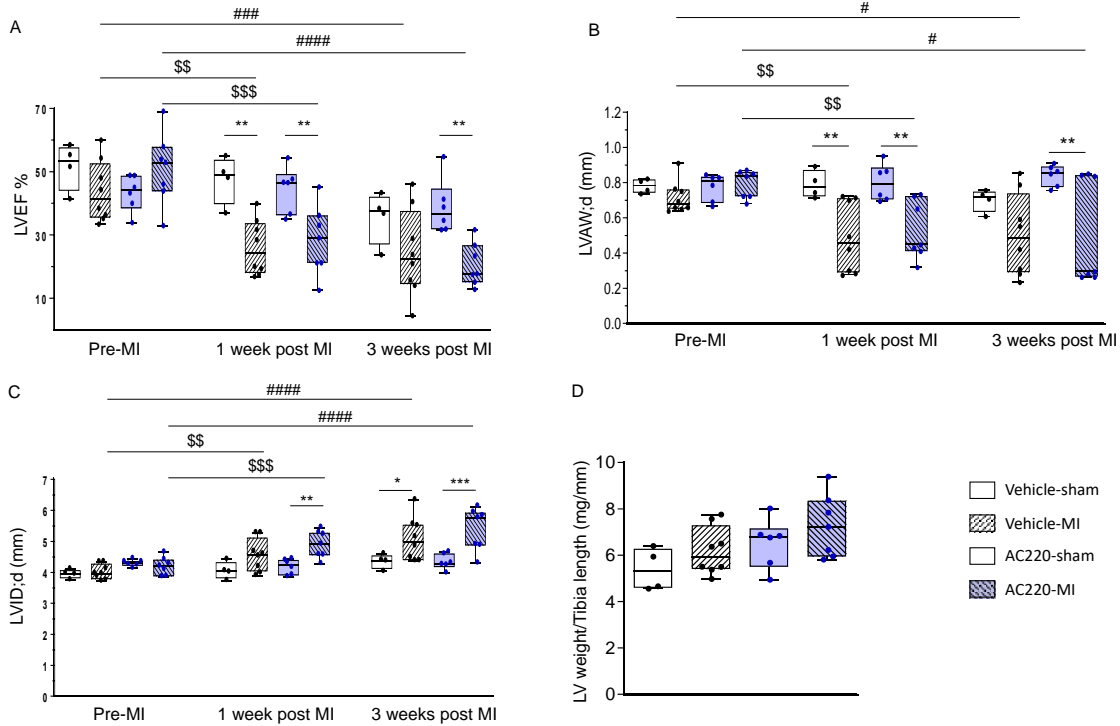 A
###
####
$$
$$$
**
**
**
LVEF %
70
50
30
10
Pre-MI
1 week post MI
3 weeks post MI
B
#
#
$$
$$
**
**
**
LVAW;d (mm)
1.2
1.0
0.8
0.6
0.4
0.2
0.0
Pre-MI
1 week post MI
3 weeks post MI
C
####
####
$$
$$$
**
*
***
LVID;d (mm)
7
6
5
4
3
2
1
0
Pre-MI
1 week post MI
3 weeks post MI
D
LV weight/Tibia length (mg/mm)
10
8
6
4
2
0
Vehicle-sham
Vehicle-MI
AC220-sham
AC220-MI